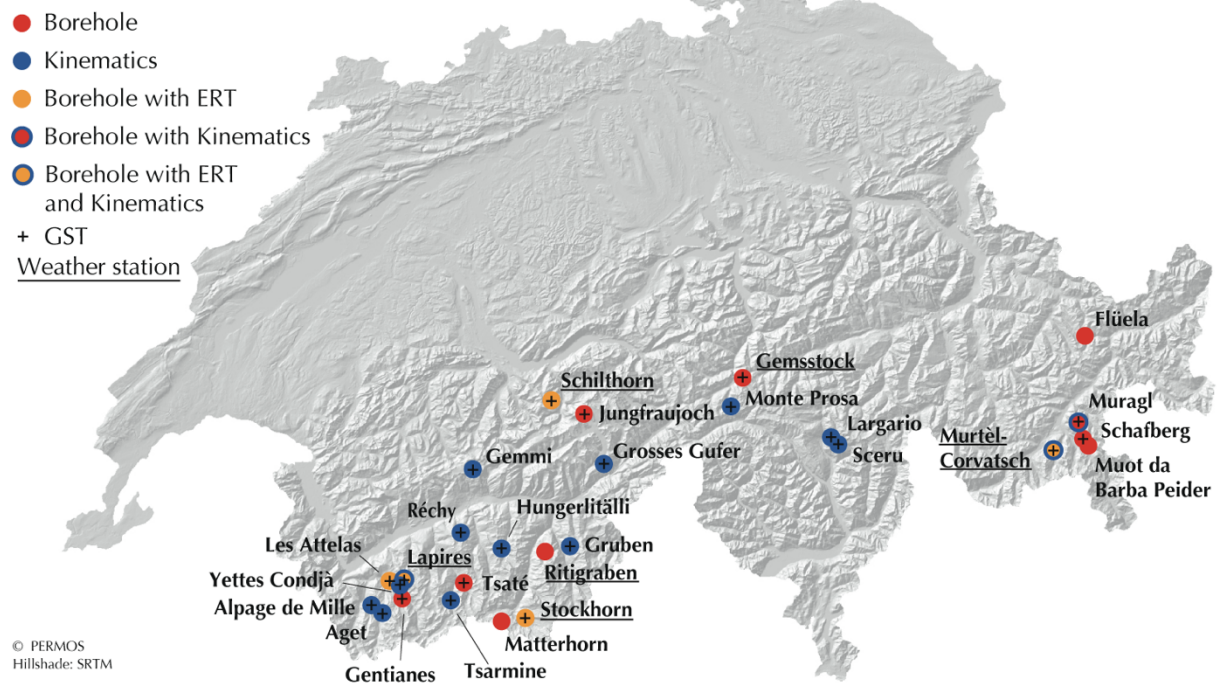 Borehole
Kinematics
Borehole with ERT
Borehole with Kinematics
Borehole with ERT
and Kinematics
+ GST
Weather station
Flüela
Gemsstock
Schilthorn
Monte Prosa
Jungfraujoch
Muragl
Largario
Schafberg
Murtèl-
Corvatsch
Sceru
Grosses Gufer
Gemmi
Muot da
Barba Peider
Réchy
Hungerlitälli
Les Attelas
Lapires
Gruben
Ritigraben
Yettes Condjà
Tsaté
Alpage de Mille
Stockhorn
Aget
Matterhorn
Gentianes
Tsarmine
© PERMOS
Hillshade: SRTM